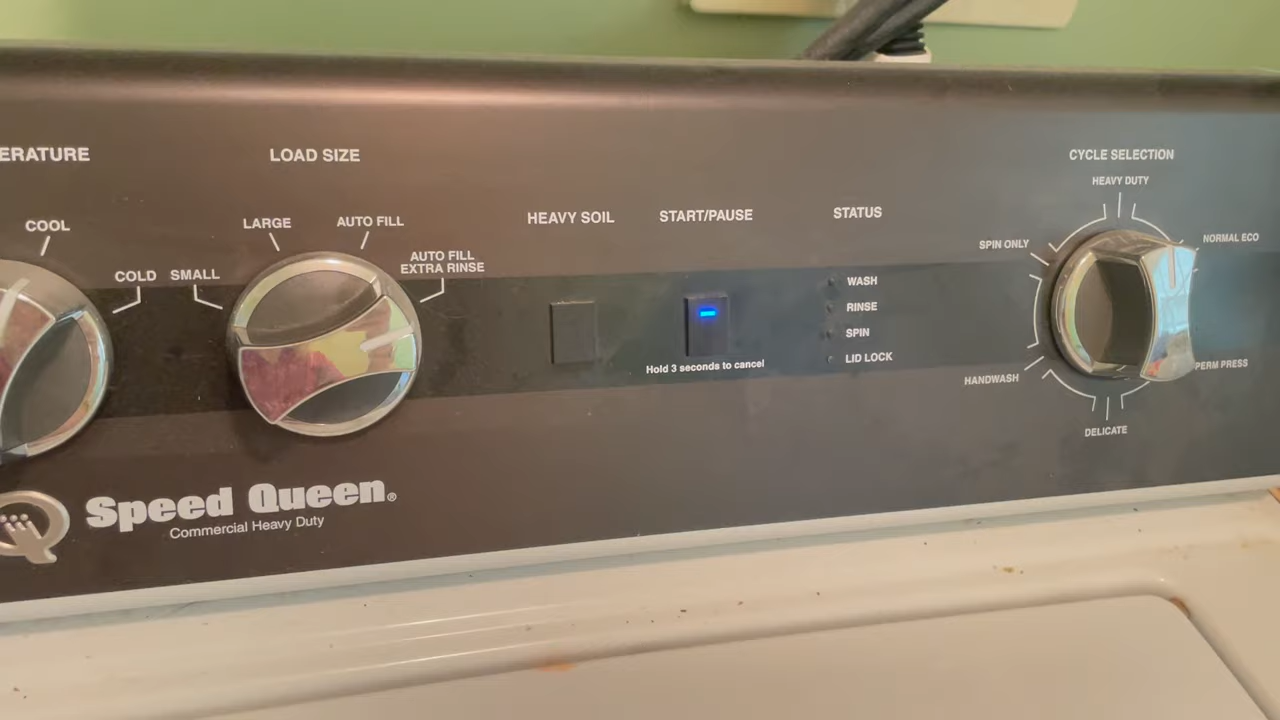 ERATURE
LOAD SIZE
CYCLE SELECTION
HEAVY DUTY
COOL
LARGE
AUTO FILL
HEAVY SOIL
START/PAUSE
STATUS
SPIN ONLY
NORMAL ECO
COLD
SMALL
AUTO FILL
EXTRA RINSE
WASH
RINSE
SPIN
LID LOCK
Hold 3 seconds to cancel
HANDWASH
PERM PRESS
DELICATE
Q
Speed Queen®
Commercial Heavy Duty